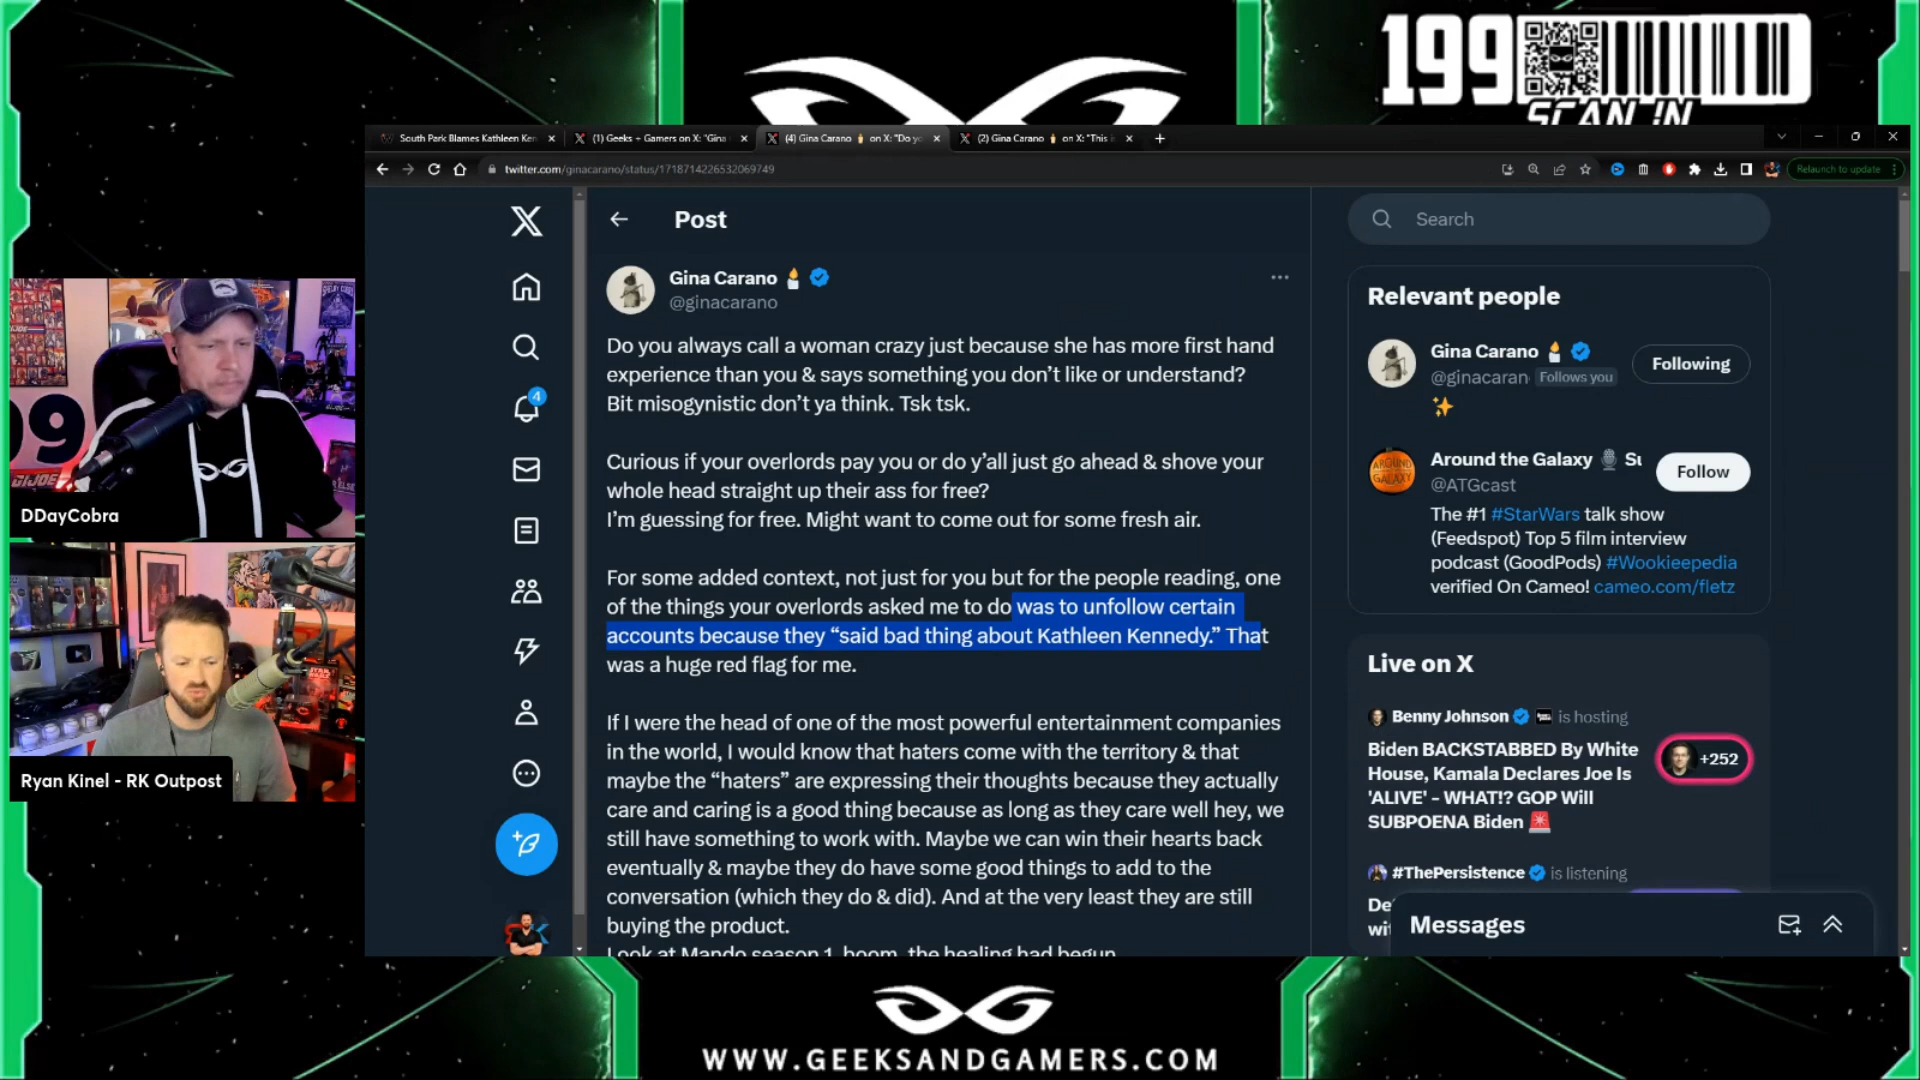 199
SCAN IN
South Park Blames Kathleen Ken
(1) Geeks + Gamers on X: "Gina
(4) Gina Carano on X: "Do yo
(2) Gina Carano on X: "This i
twitter.com/ginacarano/status/1718714226532069749
Relaunch to update
Post
Search
Gina Carano
@ginacarano
Do you always call a woman crazy just because she has more first hand
experience than you & says something you don't like or understand?
Bit misogynistic don't ya think. Tsk tsk.
Curious if your overlords pay you or do y'all just go ahead & shove your
whole head straight up their ass for free?
I'm guessing for free. Might want to come out for some fresh air.
For some added context, not just for you but for the people reading, one
of the things your overlords asked me to do was to unfollow certain
accounts because they “said bad thing about Kathleen Kennedy.” That
was a huge red flag for me.
If I were the head of one of the most powerful entertainment companies
in the world, I would know that haters come with the territory & that
maybe the “haters” are expressing their thoughts because they actually
care and caring is a good thing because as long as they care well hey, we
still have something to work with. Maybe we can win their hearts back
eventually & maybe they do have some good things to add to the
conversation (which they do & did). And at the very least they are still
buying the product.
Look at Mando season 1, boom, the healing had begun
4
Relevant people
Gina Carano
@ginacaran Follows you
Following
Around the Galaxy Su
@ATGcast
Follow
The #1 #StarWars talk show
(Feedspot) Top 5 film interview
podcast (GoodPods) #Wookieepedia
verified On Cameo! cameo.com/fletz
Live on X
Benny Johnson is hosting
Biden BACKSTABBED By White
House, Kamala Declares Joe Is
'ALIVE' - WHAT!? GOP Will
SUBPOENA Biden
+252
#ThePersistence is listening
De
wit
Messages
99
GIJOE
DDayCobra
Ryan Kinel - RK Outpost
WWW.GEEKSANDGAMERS.COM